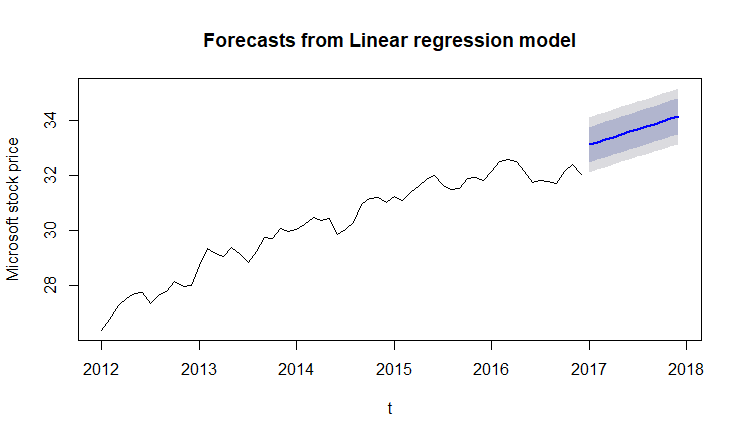 Forecasts from Linear regression model
Microsoft stock price
34
32
30
28
2012 2013 2014 2015 2016 2017 2018
t